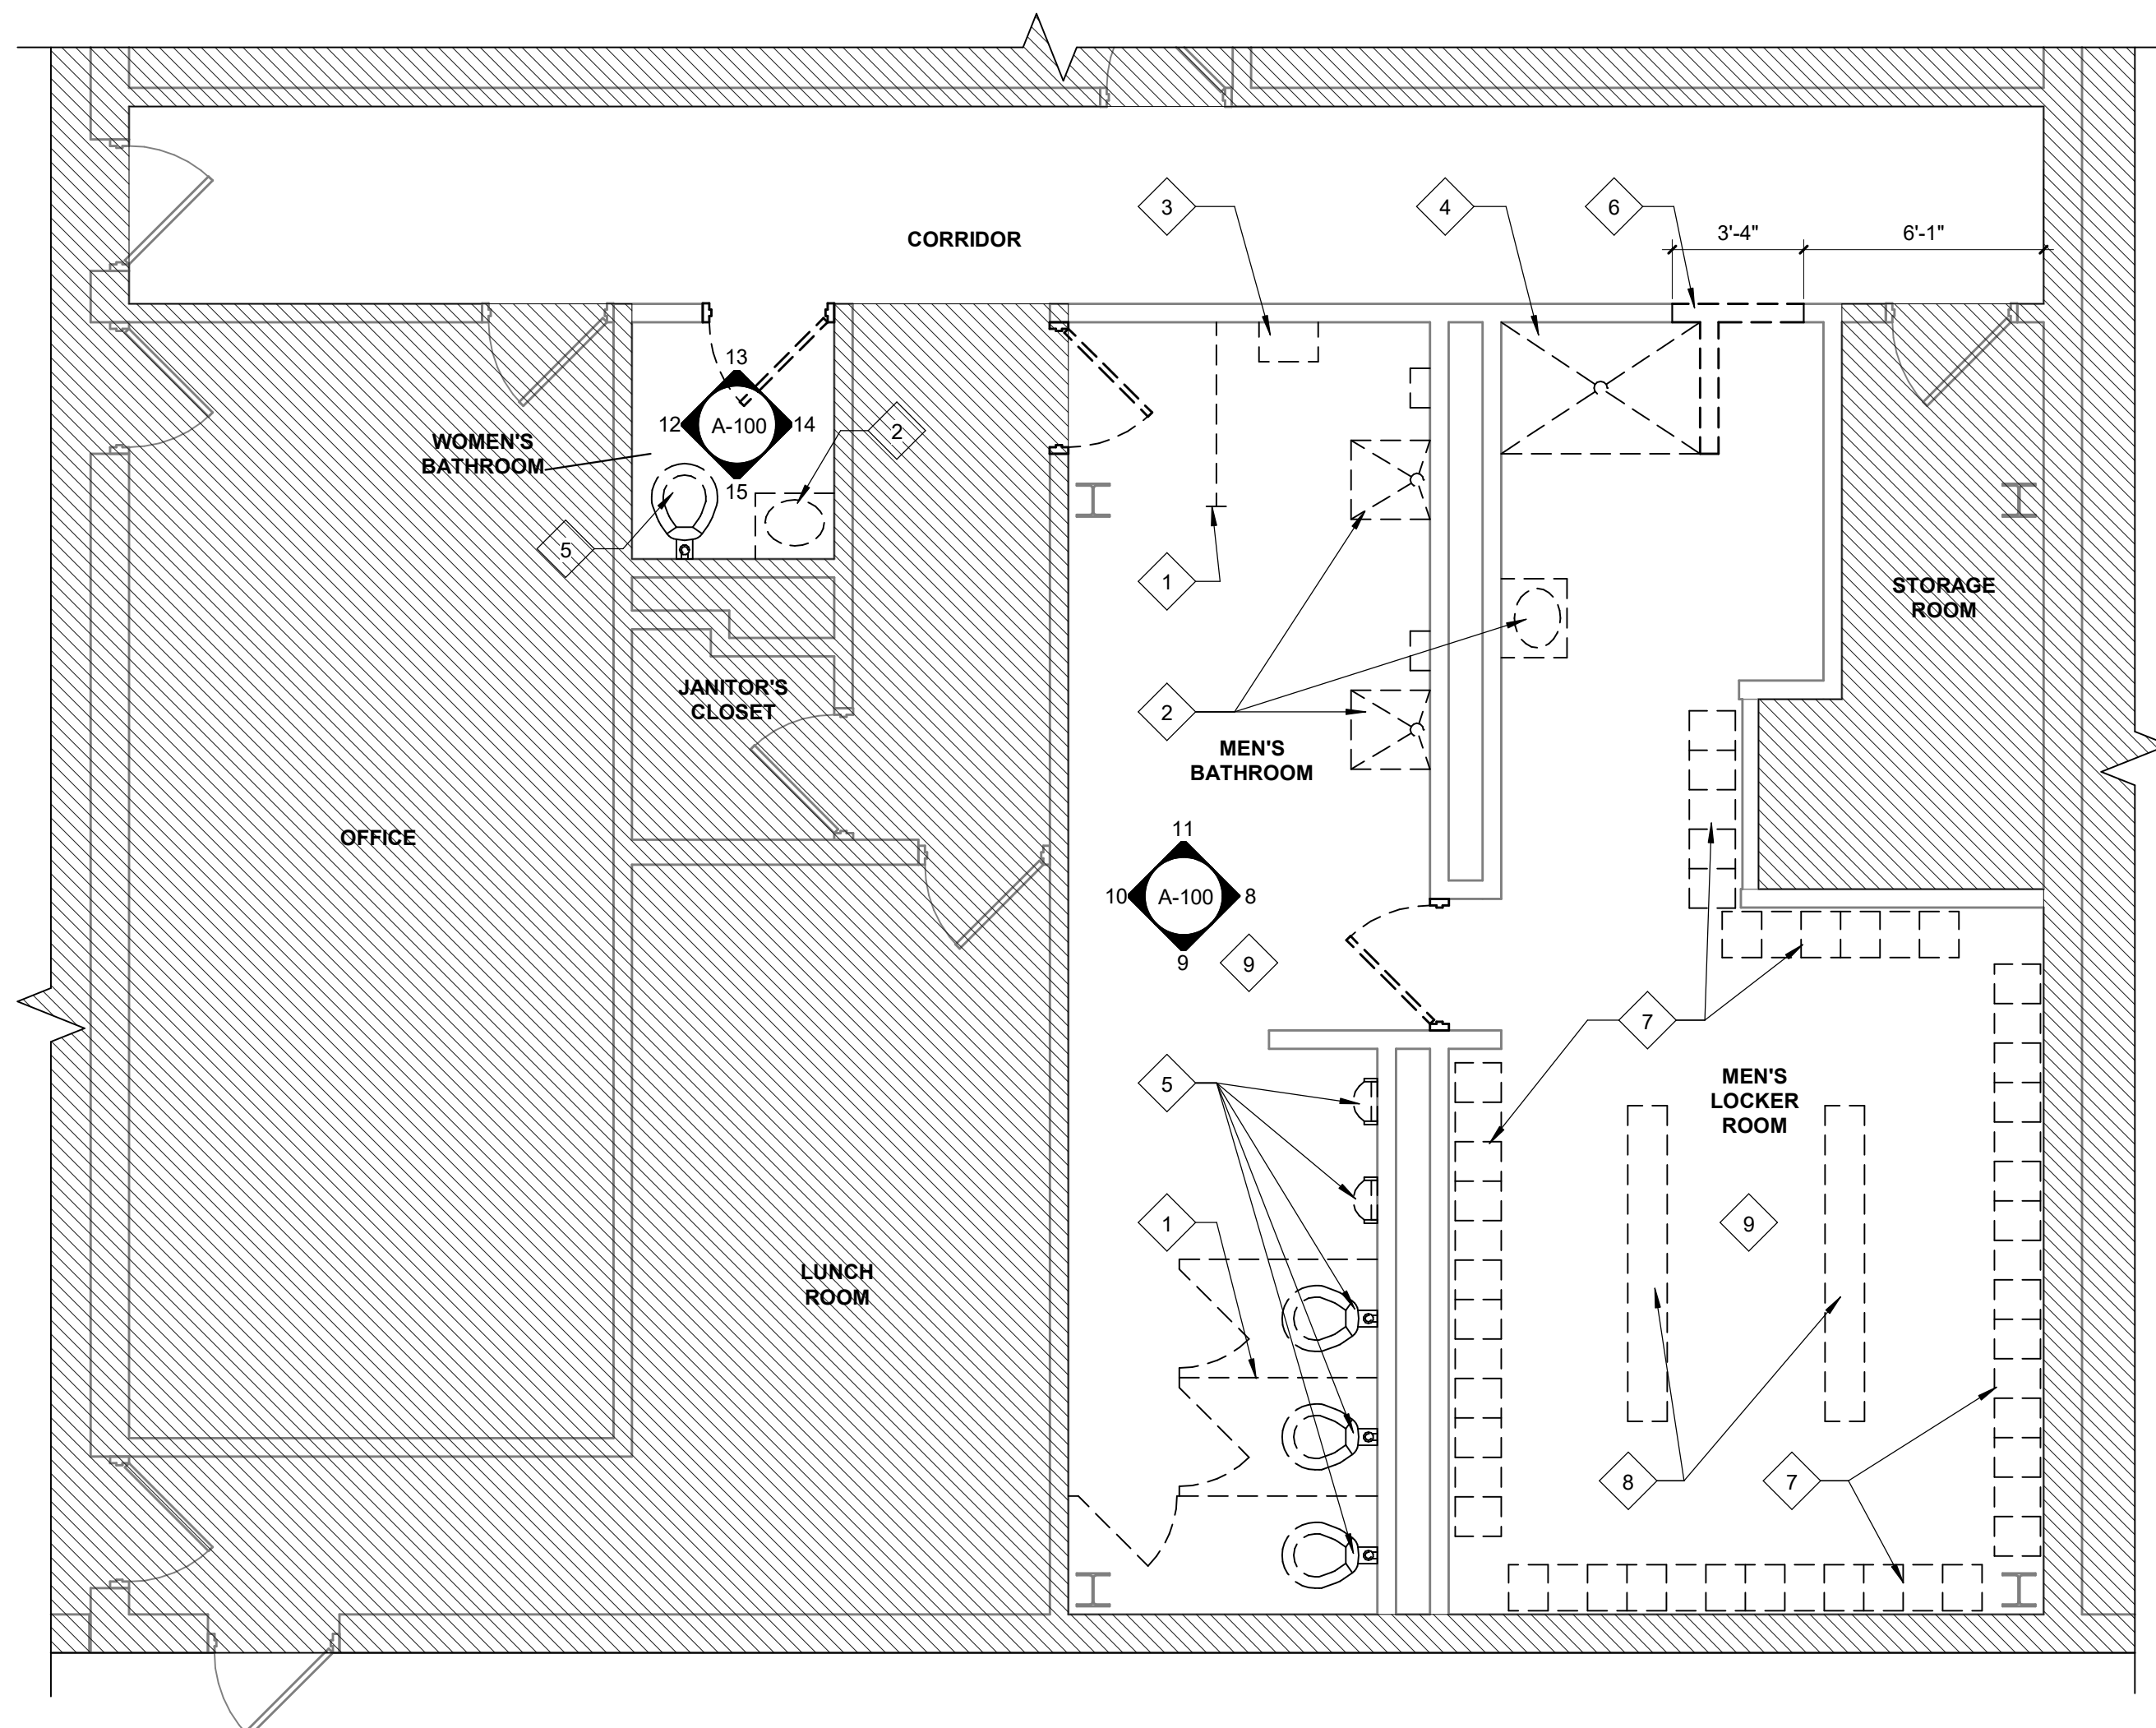 3
4
6
3'-4"
6'-1"
CORRIDOR
13
12
A-100
14
15
2
WOMEN'S
BATHROOM
5
1
STORAGE
ROOM
JANITOR'S
CLOSET
2
MEN'S
BATHROOM
OFFICE
11
10
A-100
8
9
9
7
5
MEN'S
LOCKER
ROOM
1
9
LUNCH
ROOM
8
7